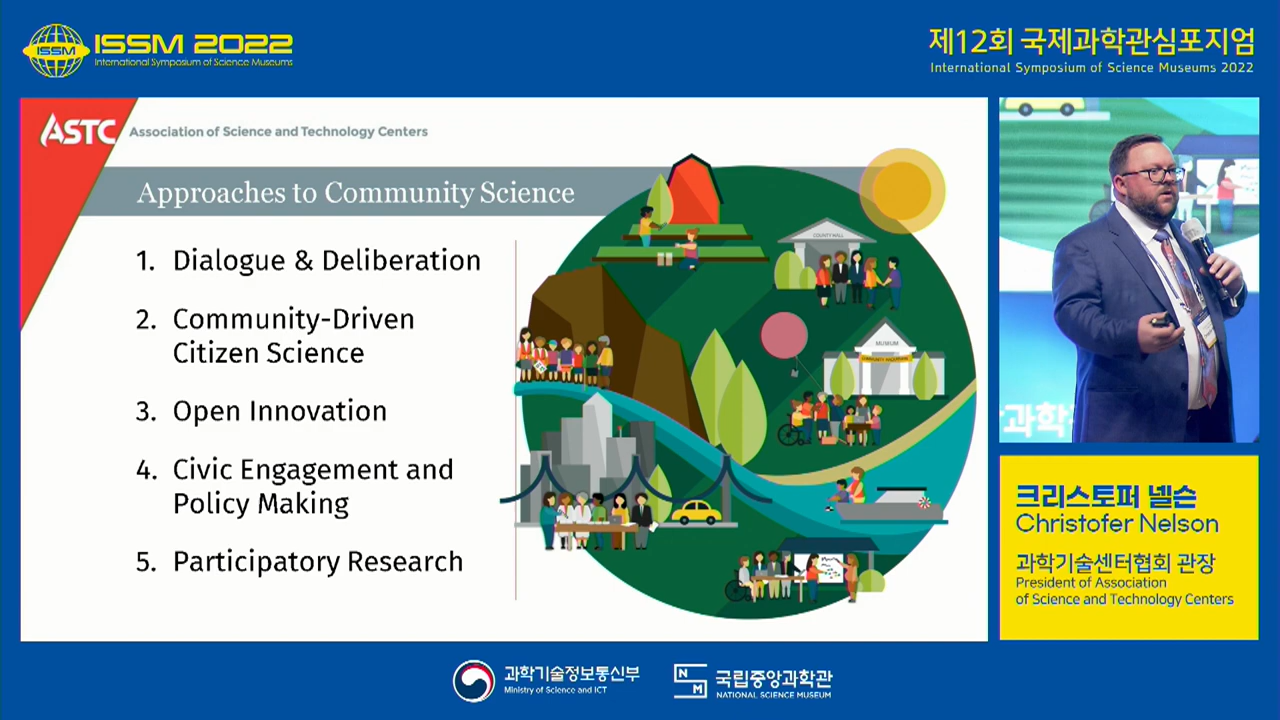 ISSM
ISSM 2022
International Symposium of Science Museums
제12회 국제과학관심포지엄
International Symposium of Science Museums 2022
ASTC
Association of Science and Technology Centers
Approaches to Community Science
1. Dialogue & Deliberation
2. Community-Driven
Citizen Science
3. Open Innovation
4. Civic Engagement and
Policy Making
5. Participatory Research
MUSEUM
과학
크리스토퍼 넬슨
Christofer Nelson
과학기술센터협회 관장
President of Association
of Science and Technology Centers
과학기술정보통신부
Ministry of Science and ICT
N
S
M
국립중앙과학관
NATIONAL SCIENCE MUSEUM